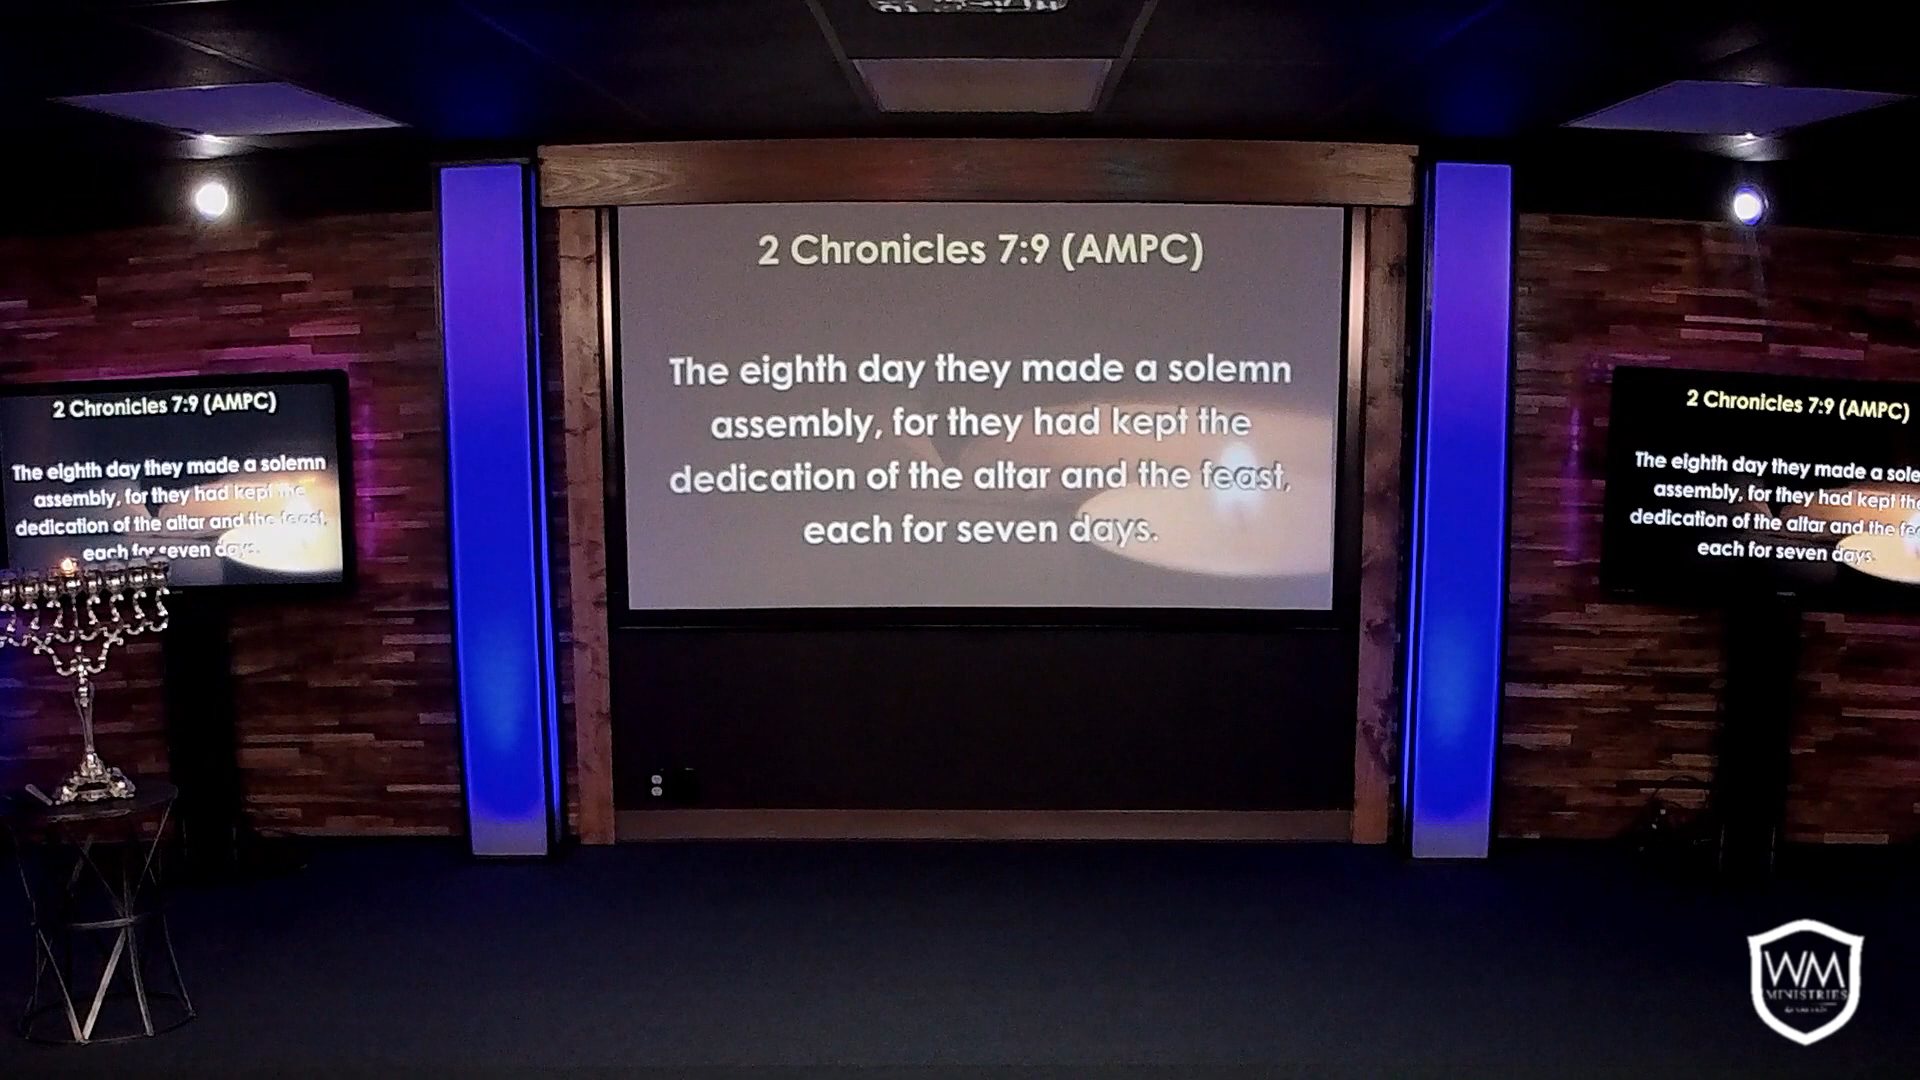 2 Chronicles 7:9 (AMPC)
The eighth day they made a solemn
assembly, for they had kept the
dedication of the altar and the feast,
each for seven days.
2 Chronicles 7:9 (AMPC)
The eighth day they made a solemn
assembly, for they had kept the
dedication of the altar and the feast,
each for seven days.
2 Chronicles 7:9 (AMPC)
The eighth day they made a sole
assembly, for they had kept the
dedication of the altar and the fe
each for seven days.
WM
MINISTRIES